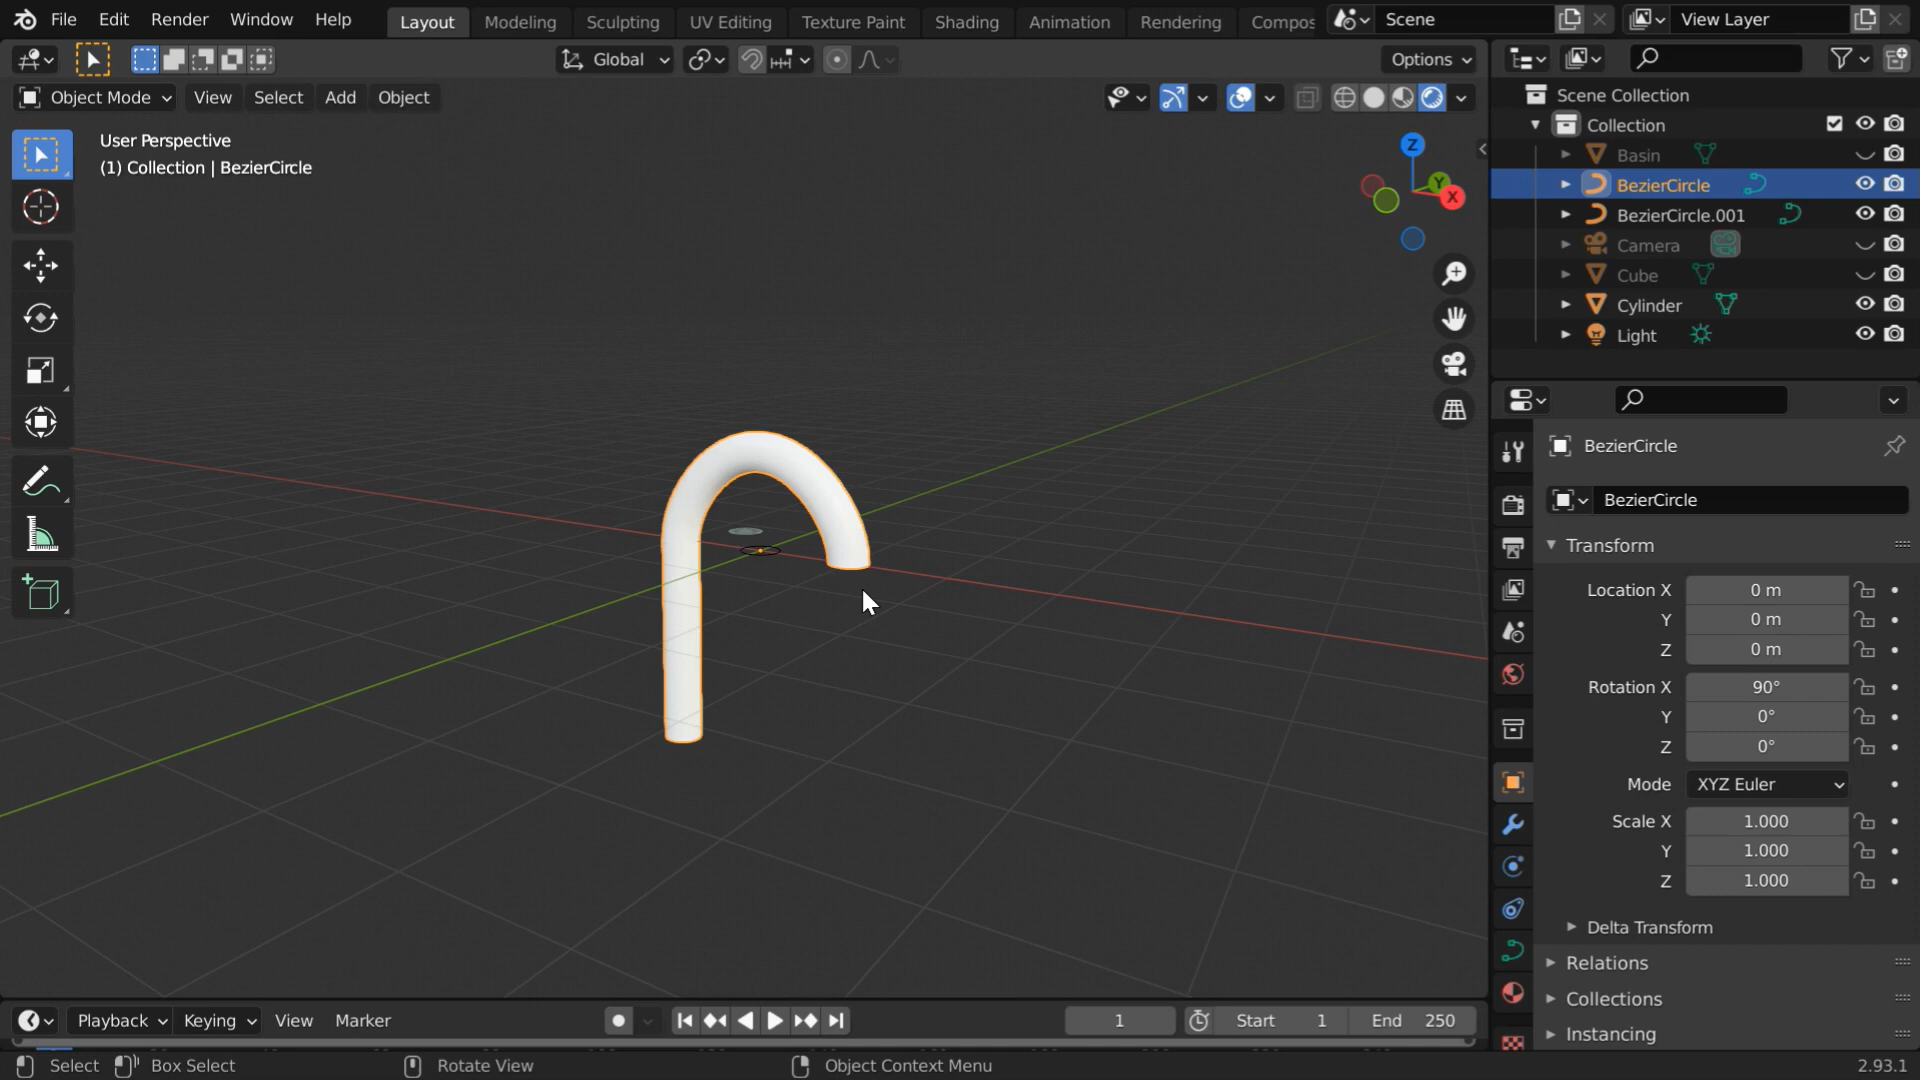 File Edit Render Window Help Layout Modeling Sculpting UV Editing Texture Paint Shading Animation Rendering Compos Scene View Layer
Global Options
Object Mode View Select Add Object
User Perspective
(1) Collection | BezierCircle
Z
Y
X
Scene Collection
Collection
Basin
BezierCircle
BezierCircle.001
Camera
Cube
Cylinder
Light
BezierCircle
BezierCircle
Transform
Location X 0 m
Y 0 m
Z 0 m
Rotation X 90°
Y 0°
Z 0°
Mode XYZ Euler
Scale X 1.000
Y 1.000
Z 1.000
Delta Transform
Relations
Collections
Instancing
Playback Keying View Marker 1 Start 1 End 250
Select Box Select Rotate View Object Context Menu 2.93.1